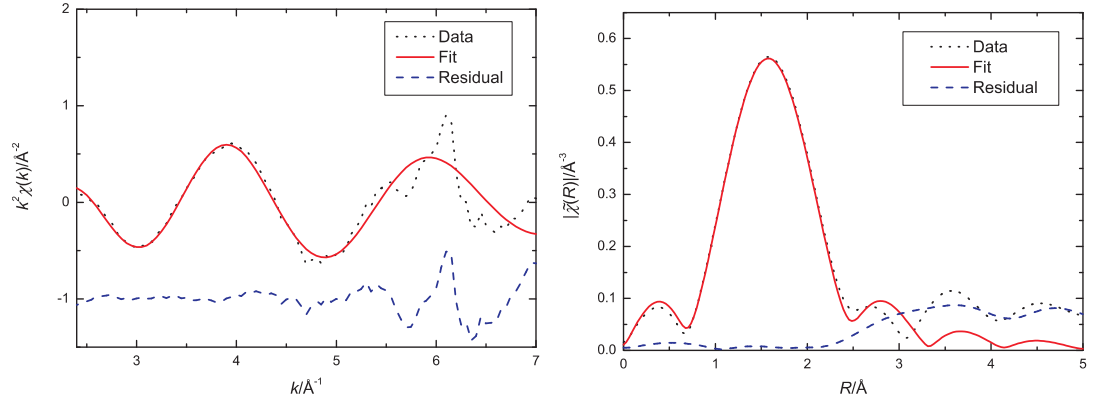 2
1
0
-1
3
4
5
6
7
k/Å-1
k2χ(k)/Å-2
Data
Fit
Residual
0.6
0.5
0.4
0.3
0.2
0.1
0.0
0
1
2
3
4
5
R/Å
|χ̃(R)|/Å-3
Data
Fit
Residual